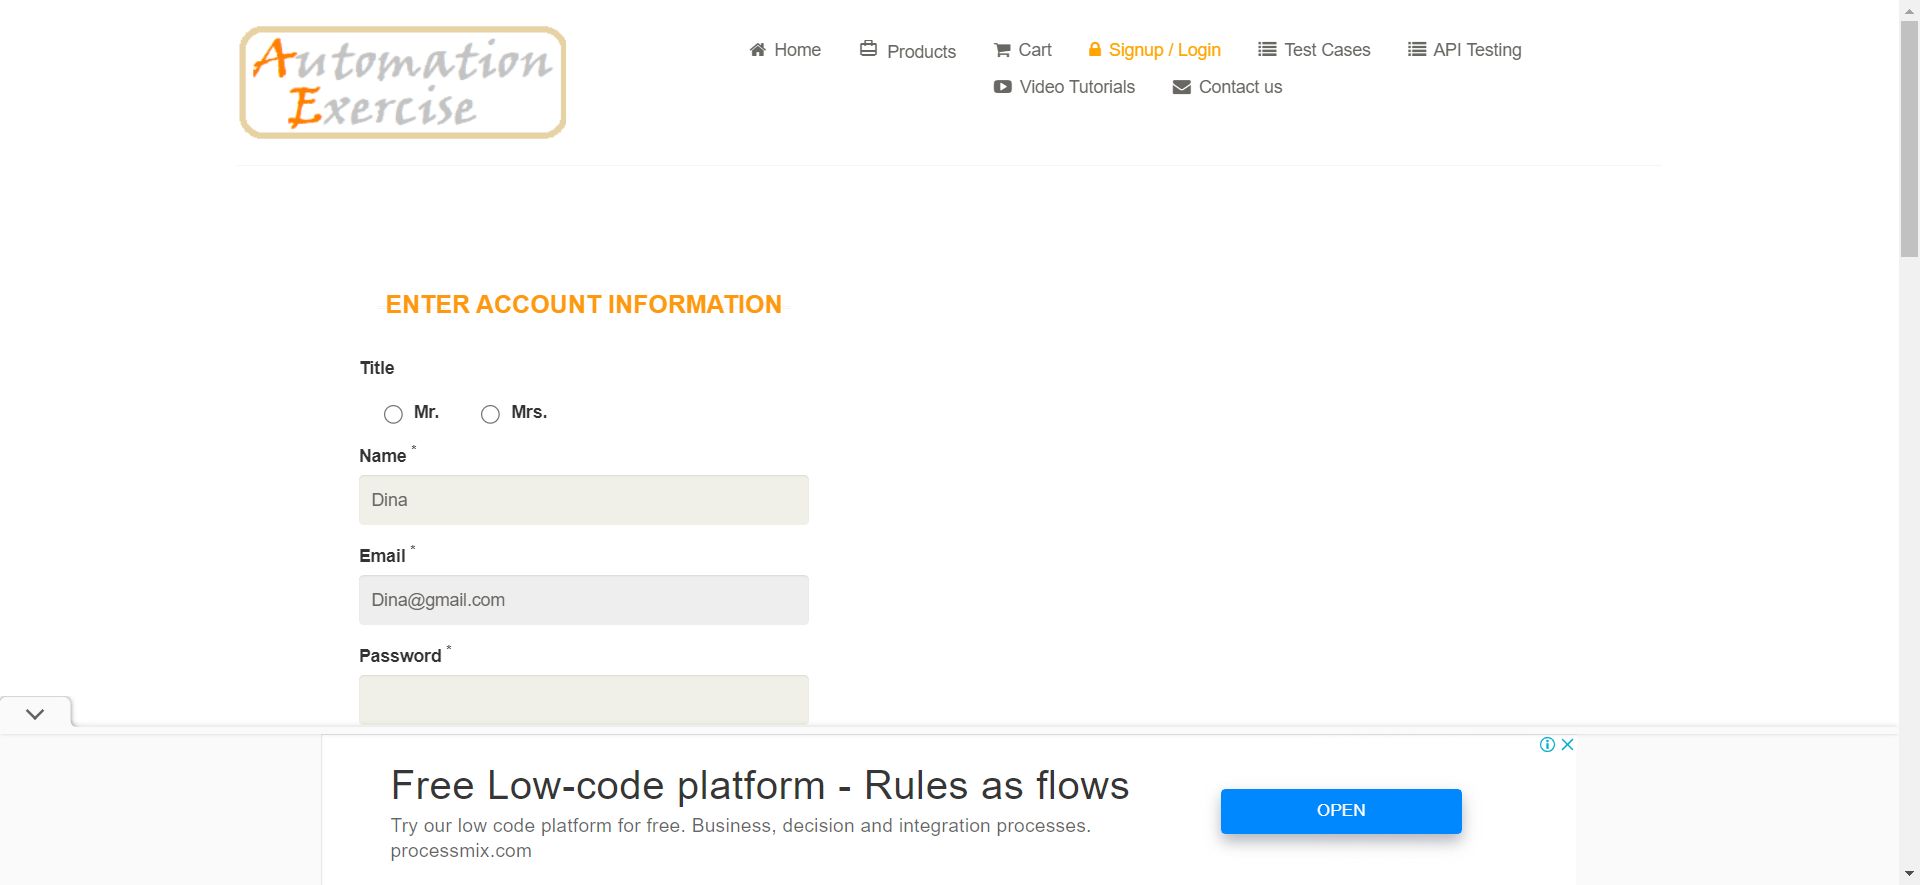 Automation
Exercise
Home
Products
Cart
Signup / Login
Test Cases
API Testing
Video Tutorials
Contact us
ENTER ACCOUNT INFORMATION
Title
Mr.
Mrs.
Name *
Dina
Email *
Dina@gmail.com
Password *
Free Low-code platform - Rules as flows
Try our low code platform for free. Business, decision and integration processes.
processmix.com
OPEN